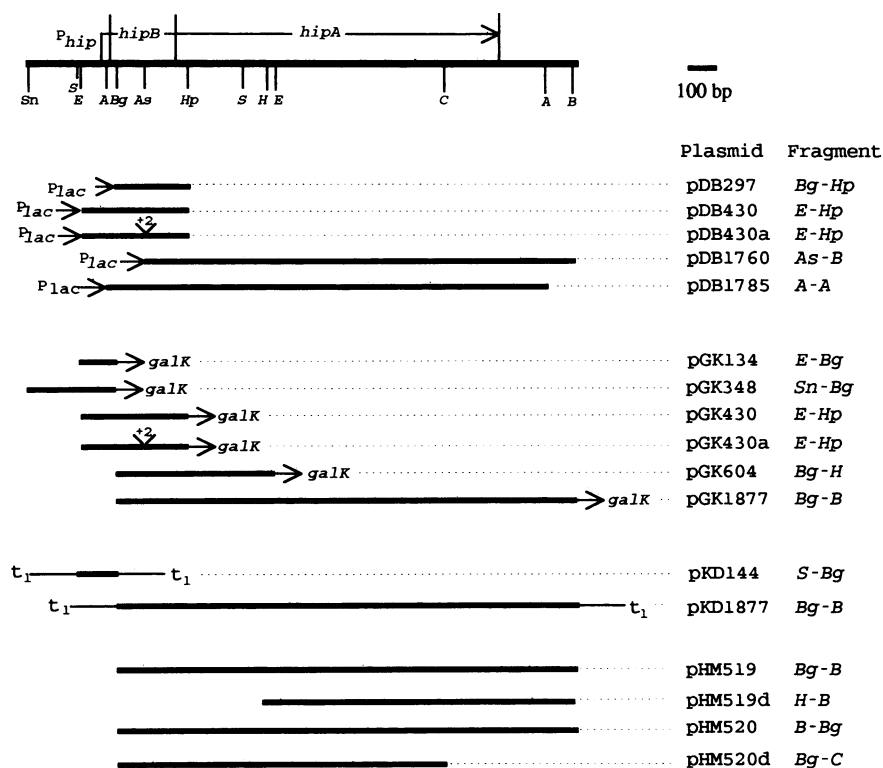 Phip hipB hipA
S
Sn E A Bg As Hp S H E C A B
100 bp
Plasmid Fragment
Plac pDB297 Bg-Hp
Plac pDB430 E-Hp
+2
Plac pDB430a E-Hp
Plac pDB1760 As-B
Plac pDB1785 A-A
galK pGK134 E-Bg
galK pGK348 Sn-Bg
galK pGK430 E-Hp
+2
galK pGK430a E-Hp
galK pGK604 Bg-H
galK pGK1877 Bg-B
t1 t1 pKD144 S-Bg
t1 t1 pKD1877 Bg-B
pHM519 Bg-B
pHM519d H-B
pHM520 B-Bg
pHM520d Bg-C